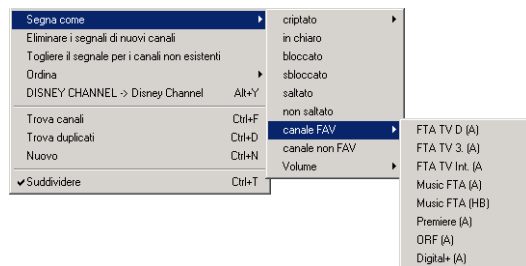 Segna come
Eliminare i segnali di nuovi canali
Togliere il segnale per i canali non esistenti
Ordina
DISNEY CHANNEL -> Disney Channel Alt+Y
Trova canali Ctrl+F
Trova duplicati Ctrl+D
Nuovo Ctrl+N
Suddividere Ctrl+T
criptato
in chiaro
bloccato
sbloccato
saltato
non saltato
canale FAV
canale non FAV
Volume
FTA TV D (A)
FTA TV 3. (A)
FTA TV Int. (A
Music FTA (A)
Music FTA (HB)
Premiere (A)
ORF (A)
Digital+ (A)